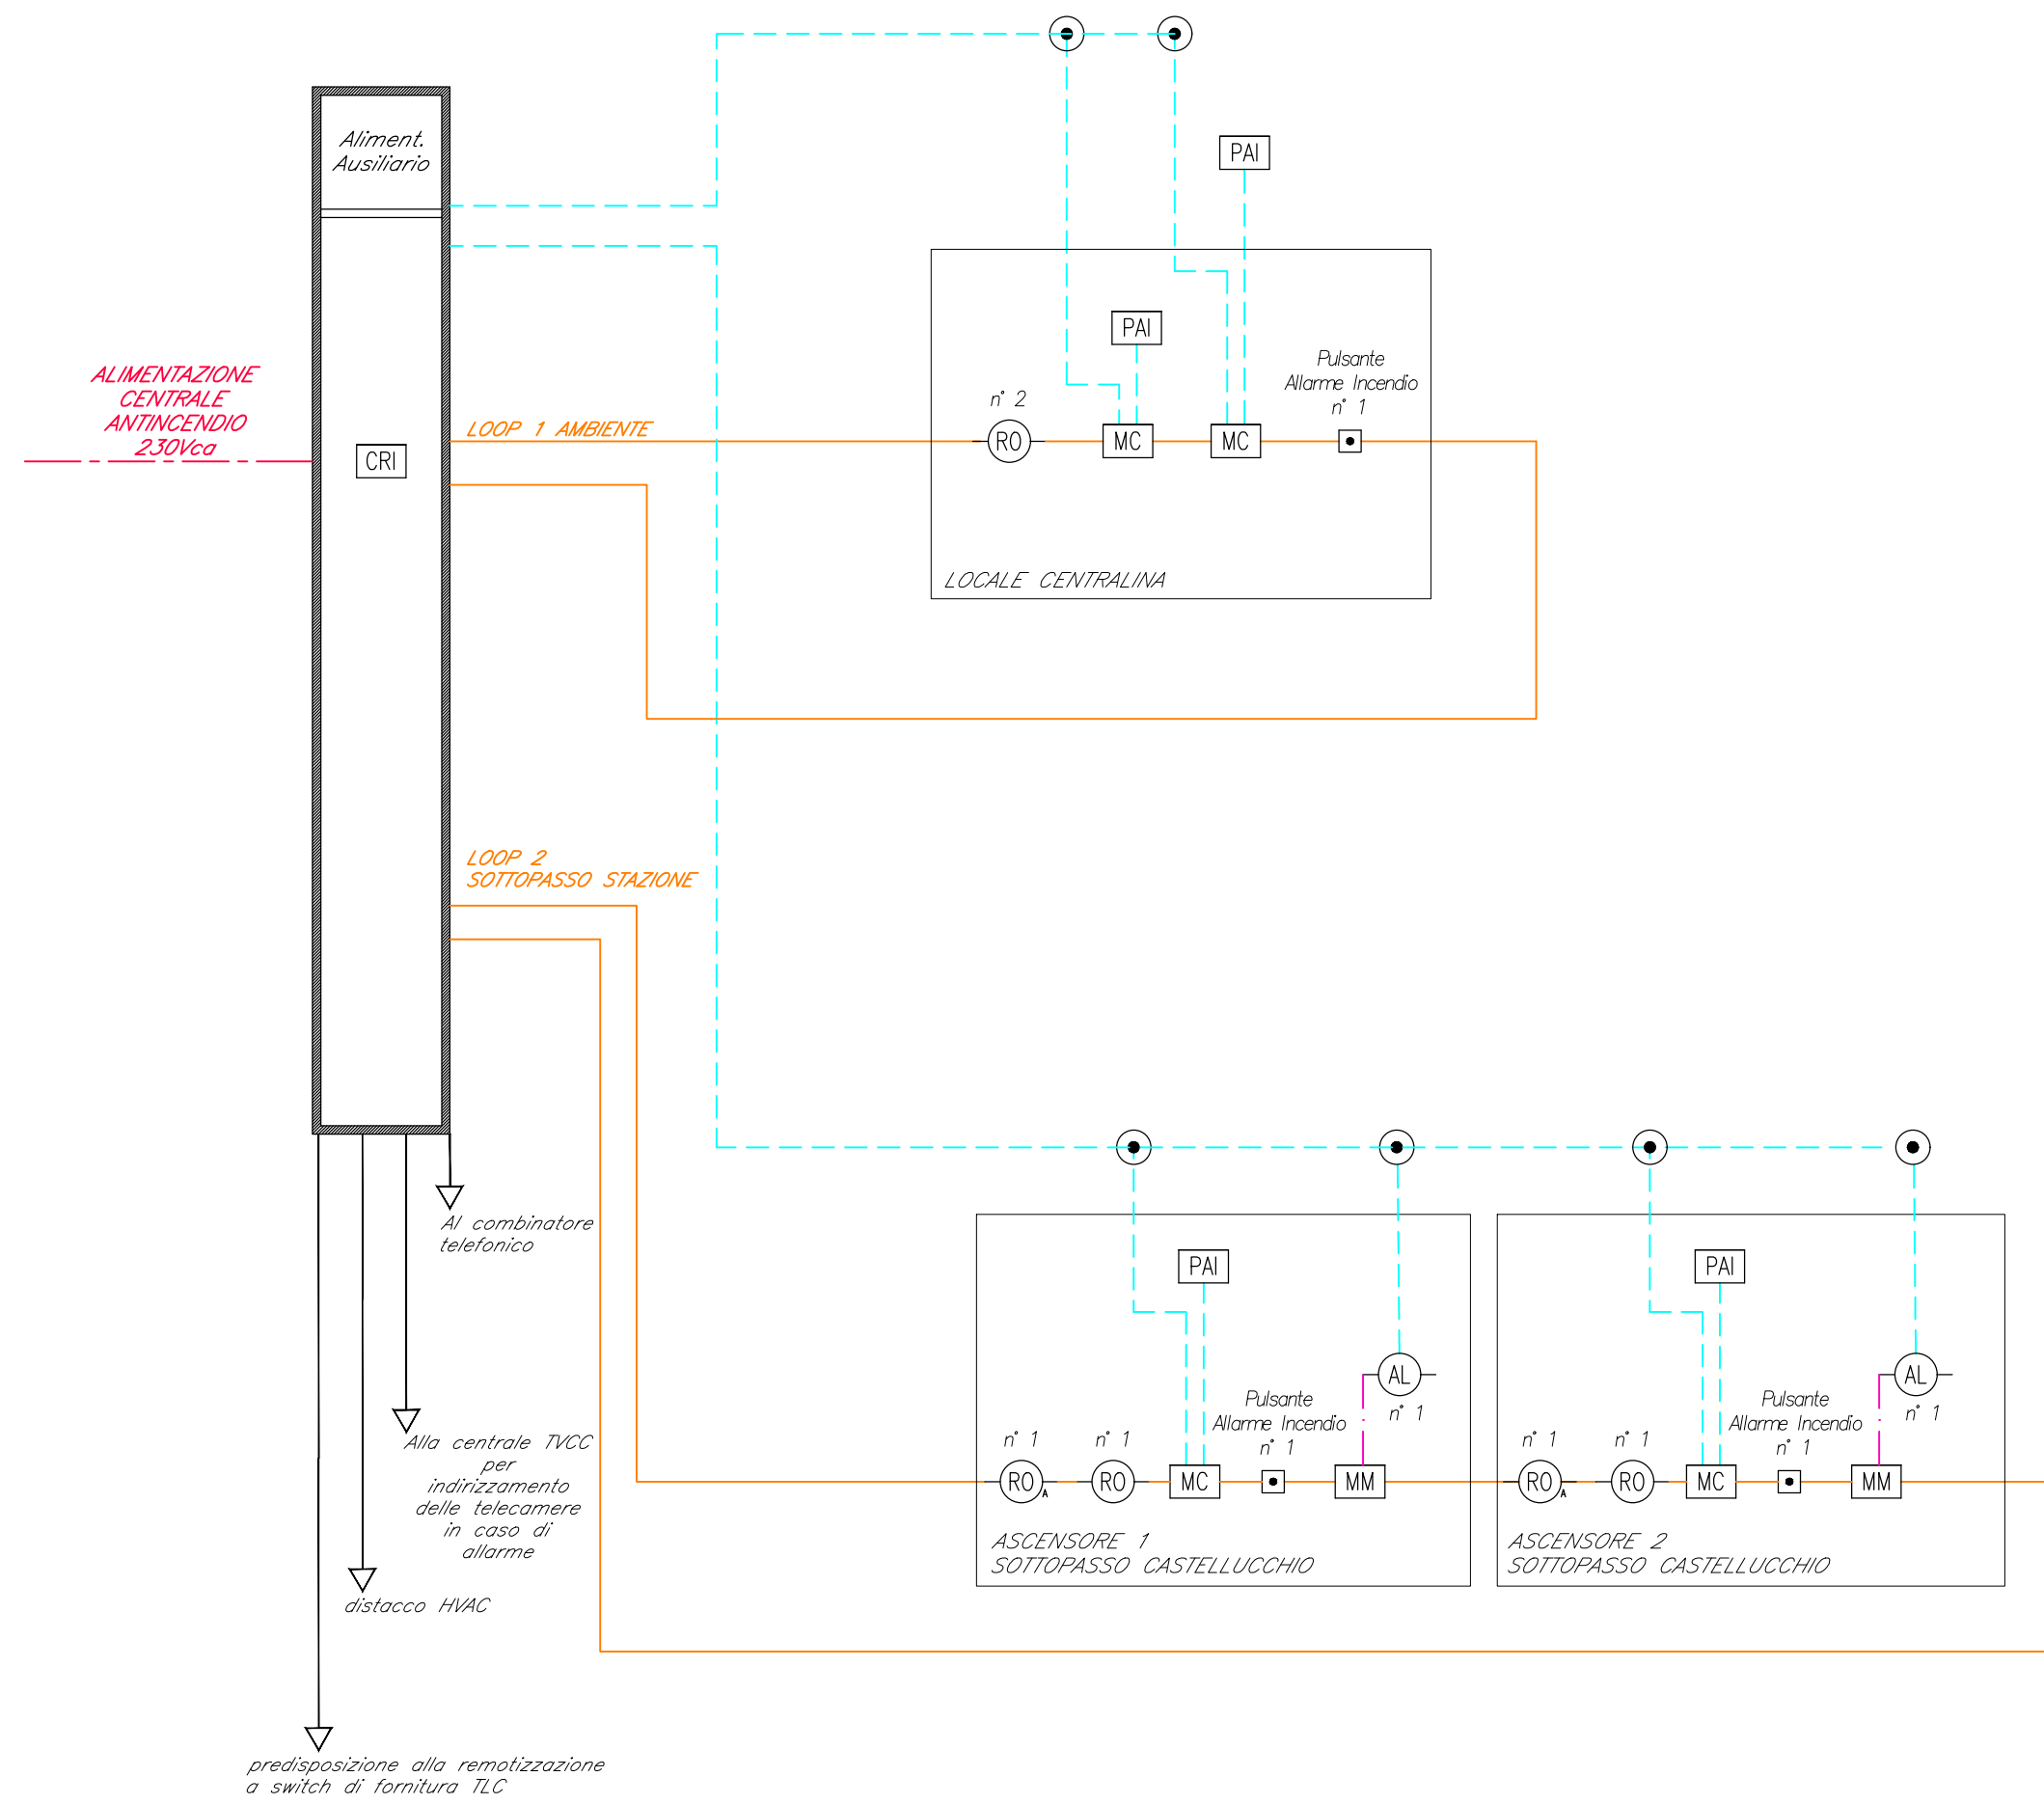 Aliment.
Ausiliario
PAI
ALIMENTAZIONE
CENTRALE
ANTINCENDIO
230Vca
CRI
LOOP 1 AMBIENTE
PAI
Pulsante
Allarme Incendio
n° 1
n° 2
RO
MC
MC
LOCALE CENTRALINA
LOOP 2
SOTTOPASSO STAZIONE
Al combinatore
telefonico
Alla centrale TVCC
per
indirizzamento
delle telecamere
in caso di
allarme
distacco HVAC
predisposizione alla remotizzazione
a switch di fornitura TLC
PAI
AL
n° 1
Pulsante
Allarme Incendio
n° 1
n° 1
n° 1
RO
A
RO
MC
MM
ASCENSORE 1
SOTTOPASSO CASTELLUCCHIO
PAI
AL
n° 1
Pulsante
Allarme Incendio
n° 1
n° 1
n° 1
RO
A
RO
MC
MM
ASCENSORE 2
SOTTOPASSO CASTELLUCCHIO